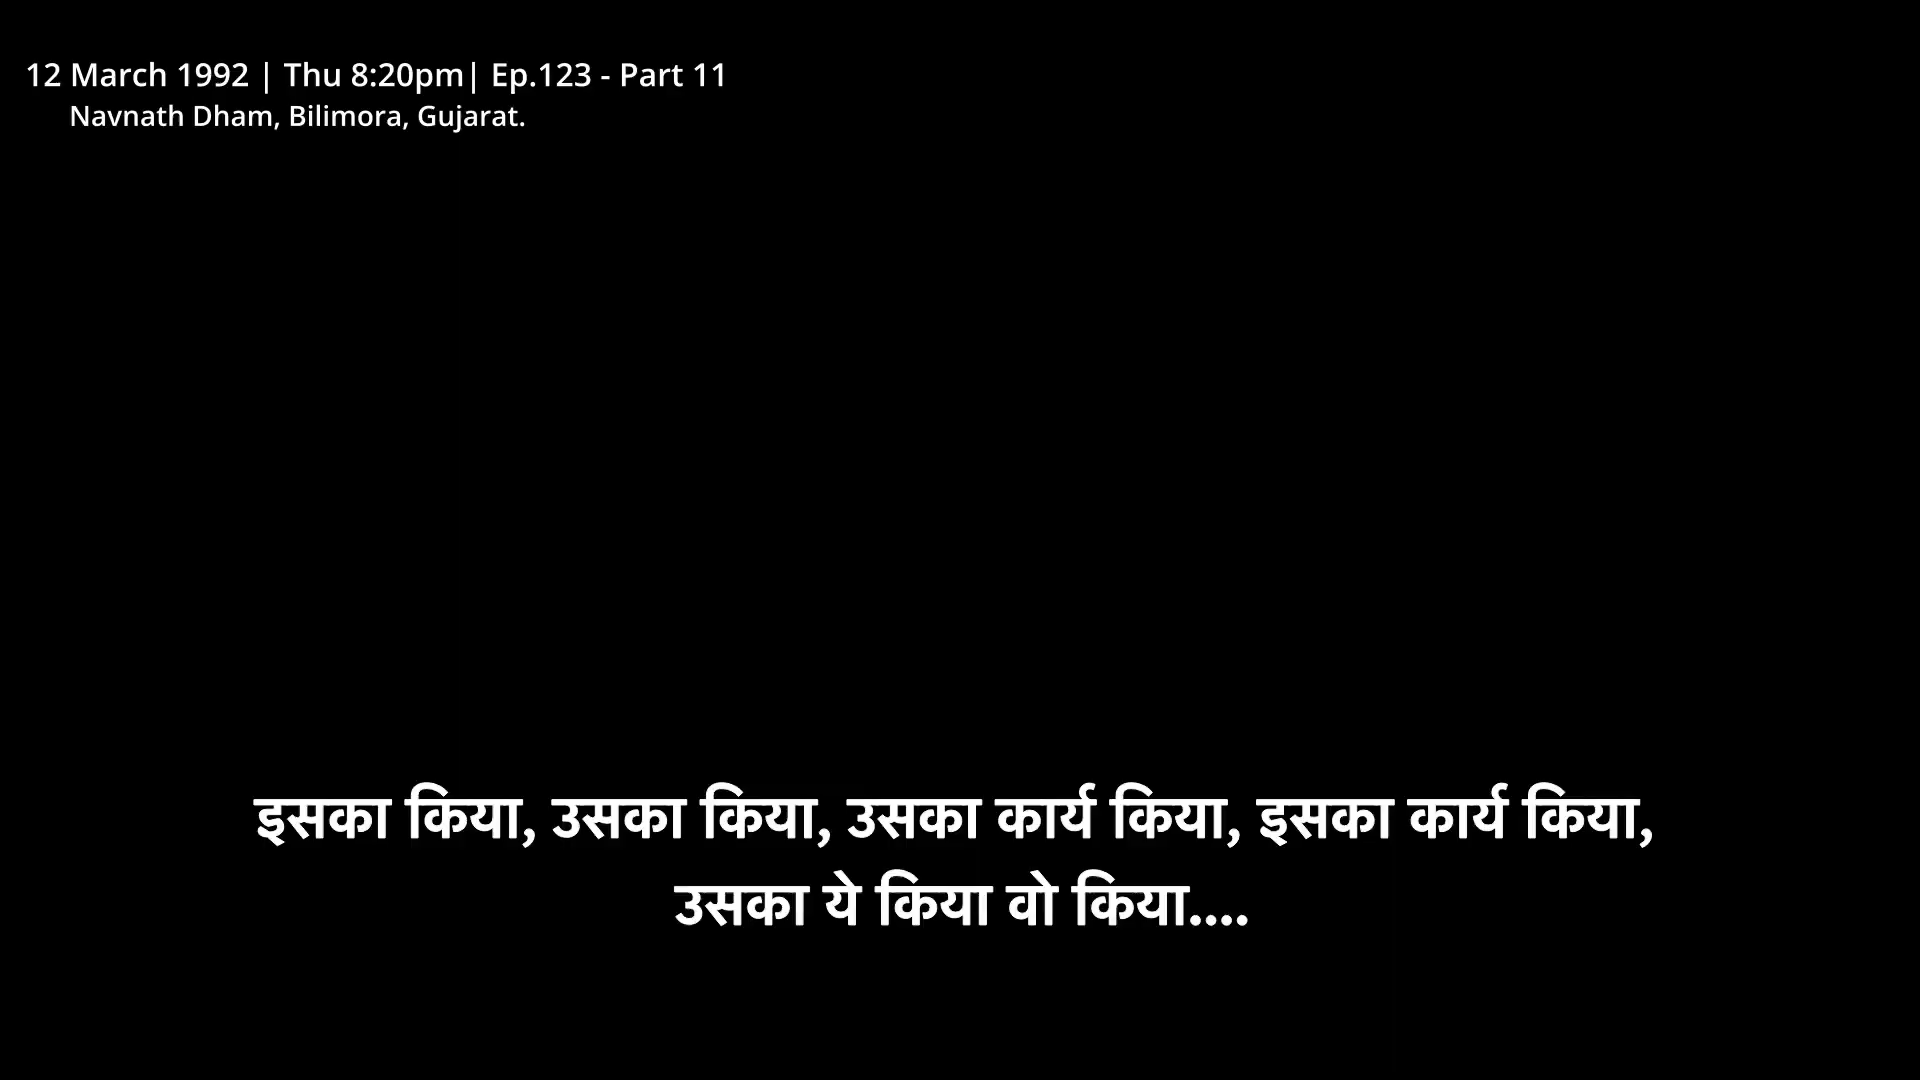 12 March 1992 | Thu 8:20pm| Ep.123 - Part 11
Navnath Dham, Bilimora, Gujarat.
इसका किया, उसका किया, उसका कार्य किया, इसका कार्य किया,
उसका ये किया वो किया....